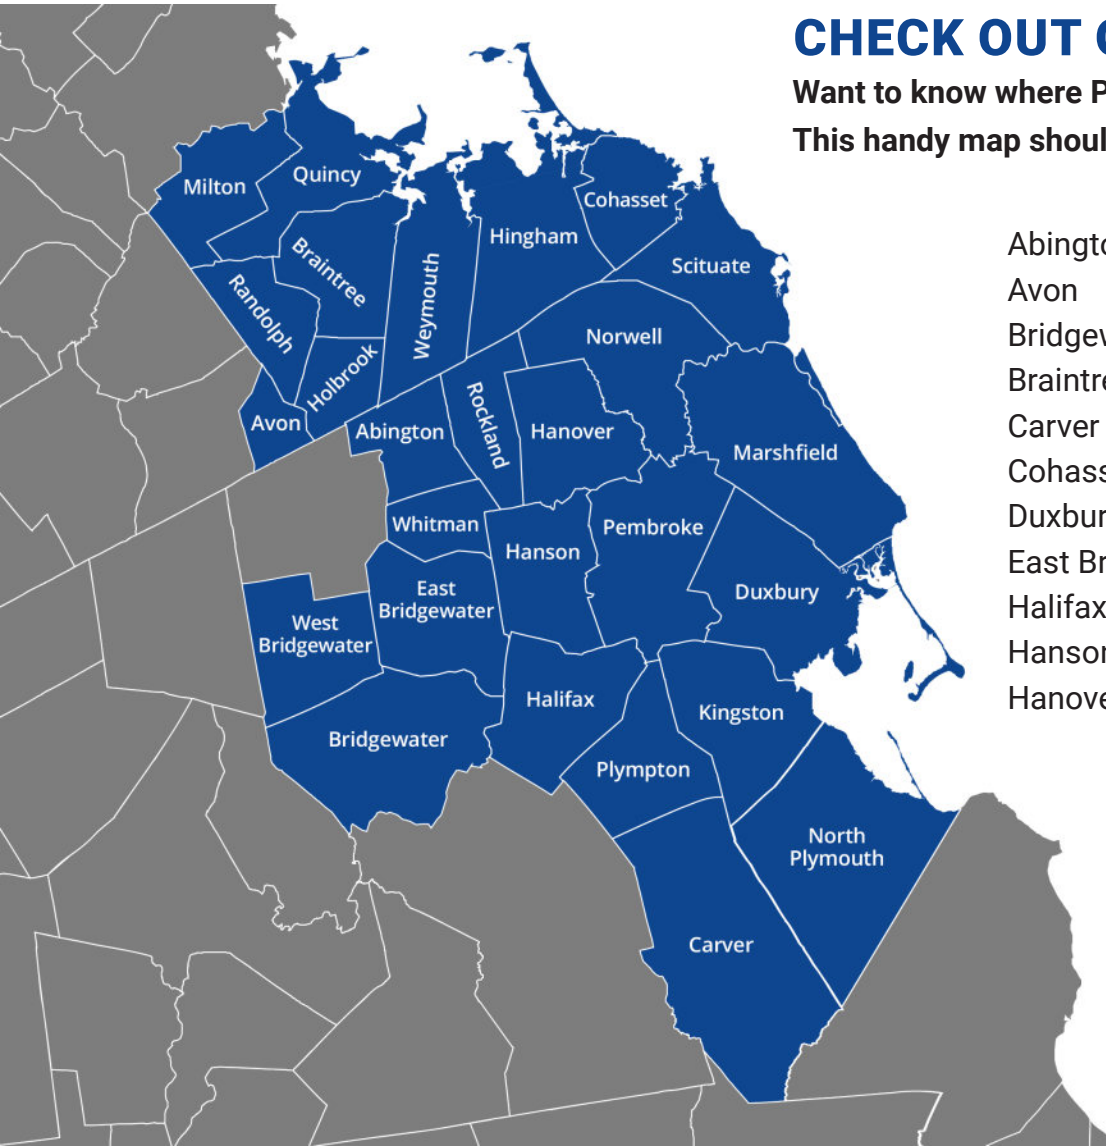 CHECK OUT
Want to know where P
This handy map shoul
Milton
Quincy
Cohasset
Hingham
Braintree
Weymouth
Scituate
Randolph
Norwell
Holbrook
Rockland
Avon
Abington
Hanover
Marshfield
Whitman
Pembroke
Hanson
East
Bridgewater
Duxbury
West
Bridgewater
Halifax
Kingston
Bridgewater
Plympton
North
Plymouth
Carver
Abingto
Avon
Bridgew
Braintre
Carver
Cohass
Duxbur
East Br
Halifax
Hanson
Hanove